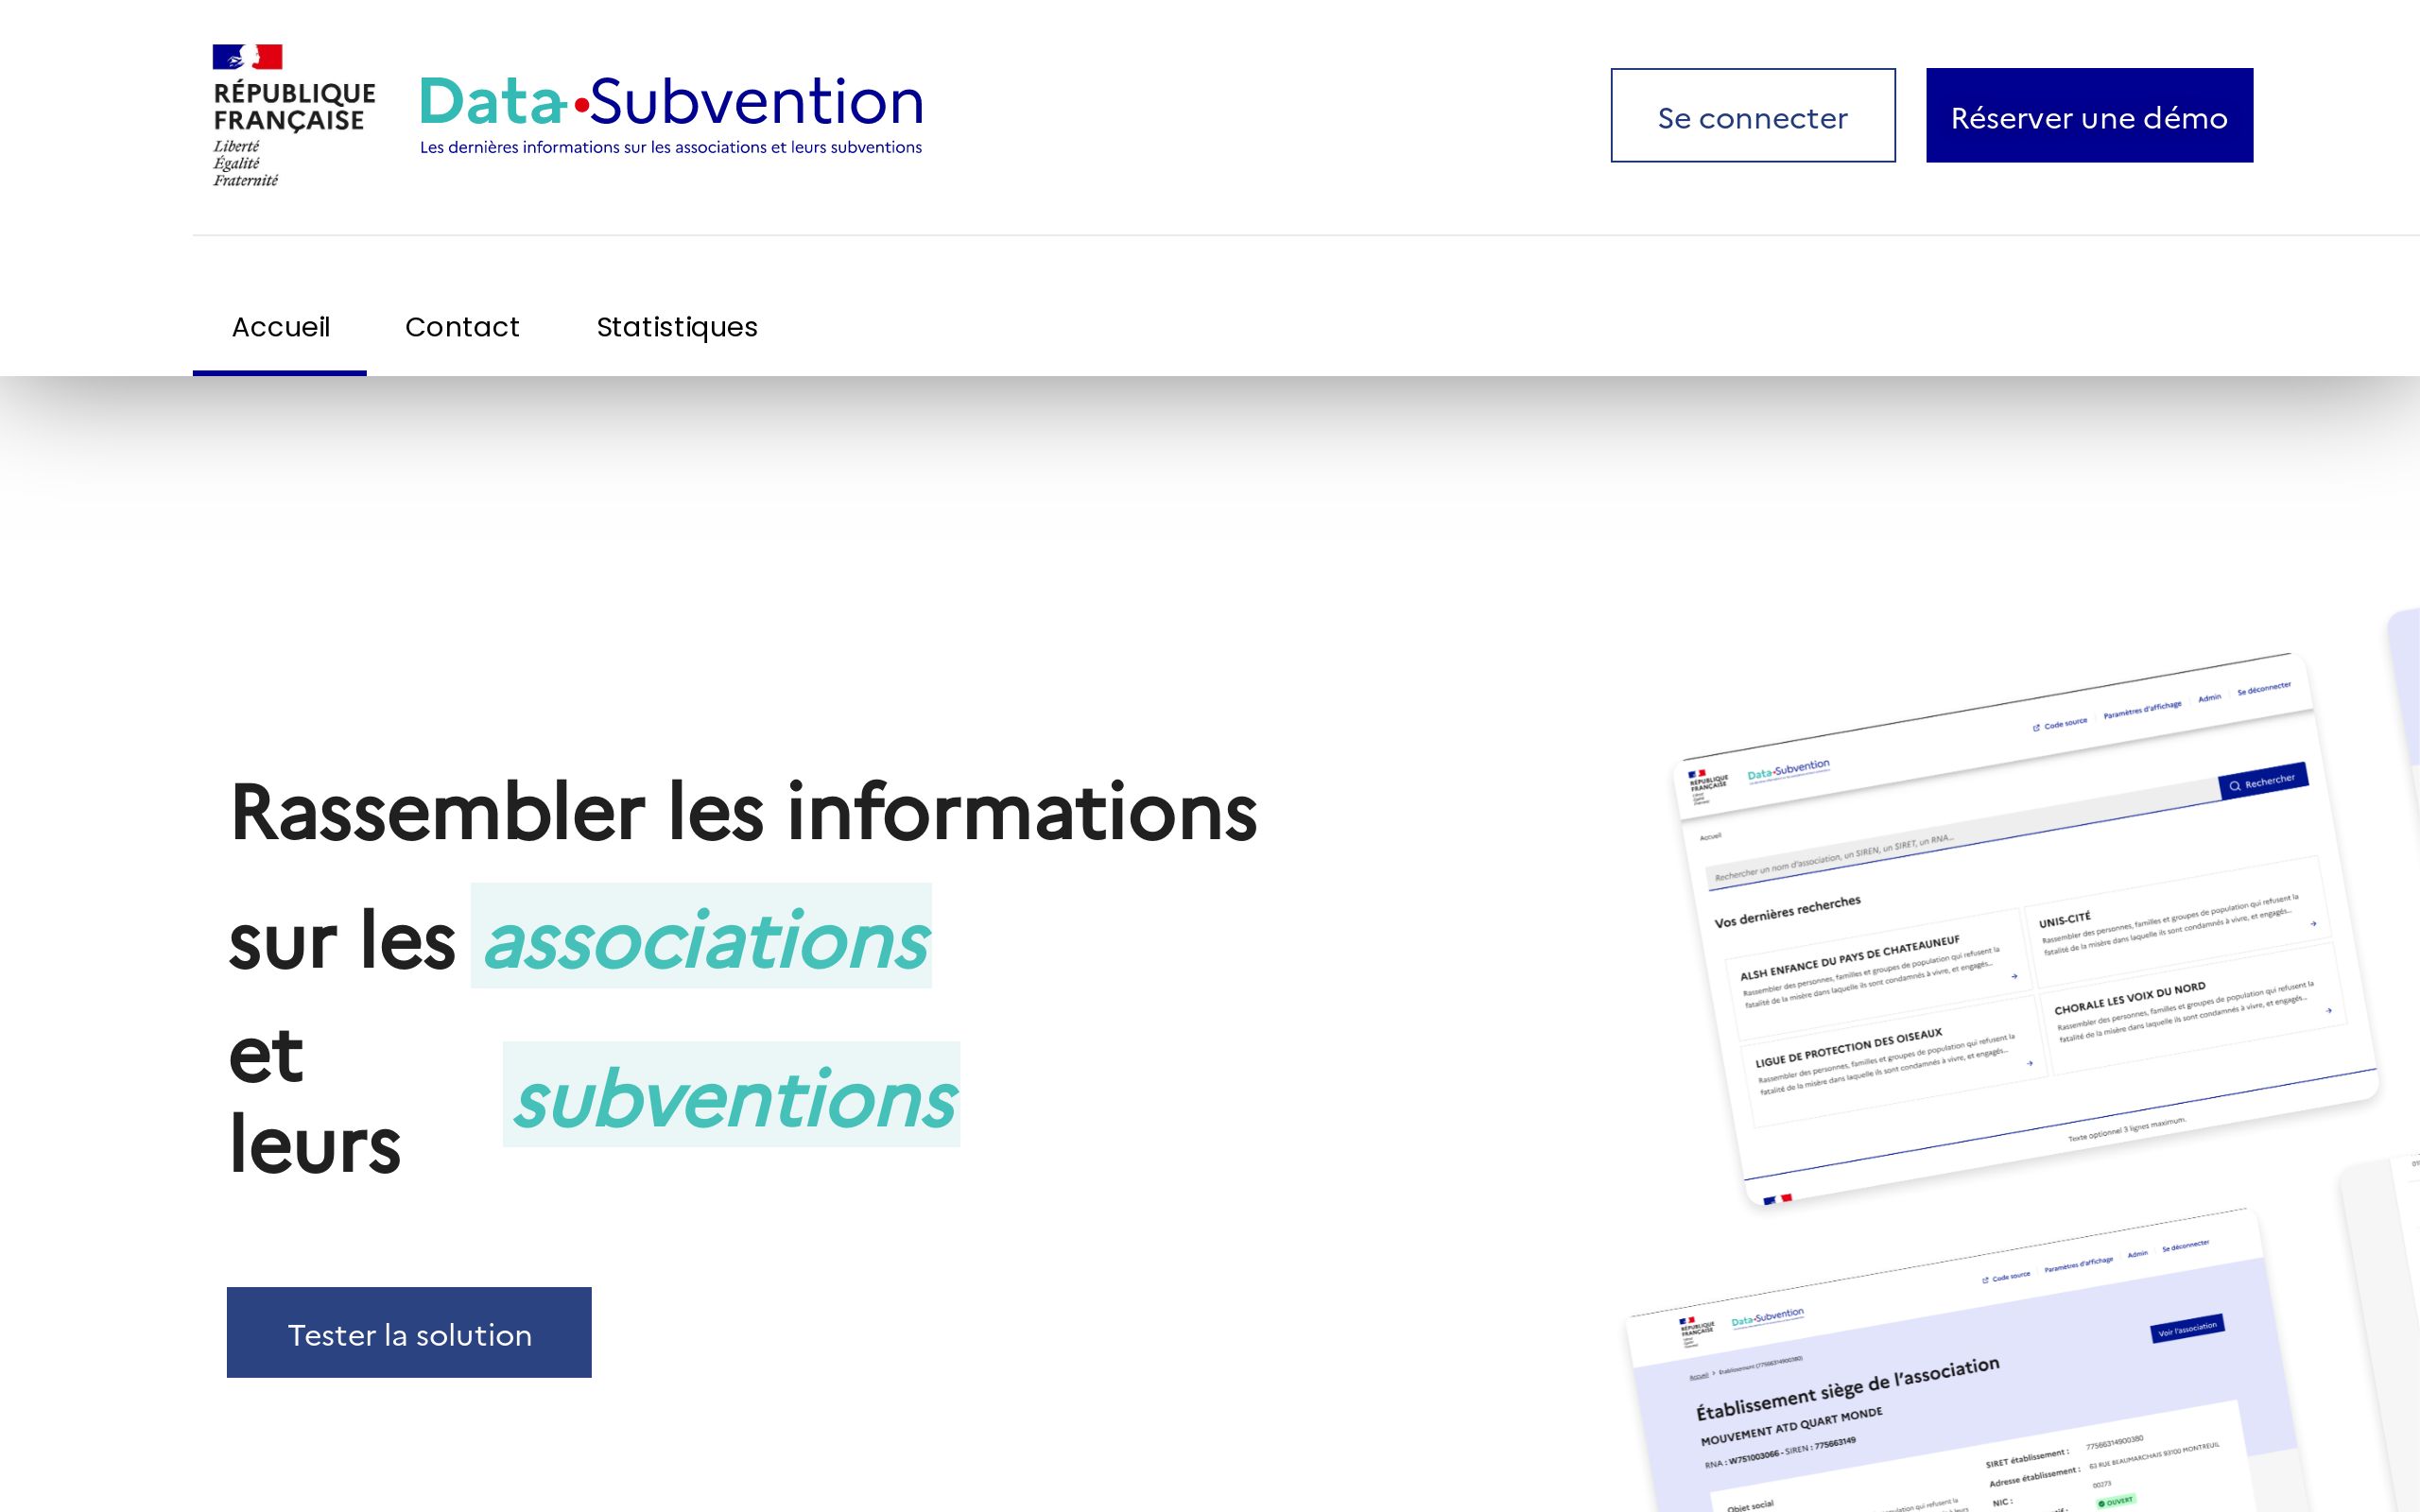 RÉPUBLIQUE
FRANÇAISE
Liberté
Égalité
Fraternité
Data•Subvention
Les dernières informations sur les associations et leurs subventions
Se connecter
Réserver une démo
Accueil
Contact
Statistiques
Rassembler les informations
sur les associations
et
leurs
subventions
Tester la solution
Code source
Paramètres d'affichage
Admin
Se déconnecter
RÉPUBLIQUE
FRANÇAISE
Data•Subvention
Accueil
Rechercher un nom d'association, un SIREN, un SIRET, un RNA...
Rechercher
Vos dernières recherches
ALSH ENFANCE DU PAYS DE CHATEAUNEUF
Rassembler des personnes, familles et groupes de population qui refusent la
fatalité de la misère dans laquelle ils sont condamnés à vivre, et engagés...
UNIS-CITÉ
Rassembler des personnes, familles et groupes de population qui refusent la
fatalité de la misère dans laquelle ils sont condamnés à vivre, et engagés...
LIGUE DE PROTECTION DES OISEAUX
Rassembler des personnes, familles et groupes de population qui refusent la
fatalité de la misère dans laquelle ils sont condamnés à vivre, et engagés...
CHORALE LES VOIX DU NORD
Rassembler des personnes, familles et groupes de population qui refusent la
fatalité de la misère dans laquelle ils sont condamnés à vivre, et engagés...
Texte optionnel 3 lignes maximum.
Code source
Paramètres d'affichage
Admin
Se déconnecter
RÉPUBLIQUE
FRANÇAISE
Data•Subvention
Voir l'association
Accueil > Etablissement (77566314900380)
Établissement siège de l'association
MOUVEMENT ATD QUART MONDE
RNA : W751003066 - SIREN : 775663149
SIRET établissement : 77566314900380
Adresse établissement : 63 RUE BEAUMARCHAIS 93100 MONTREUIL
NIC : 00273
OUVERT
Objet social